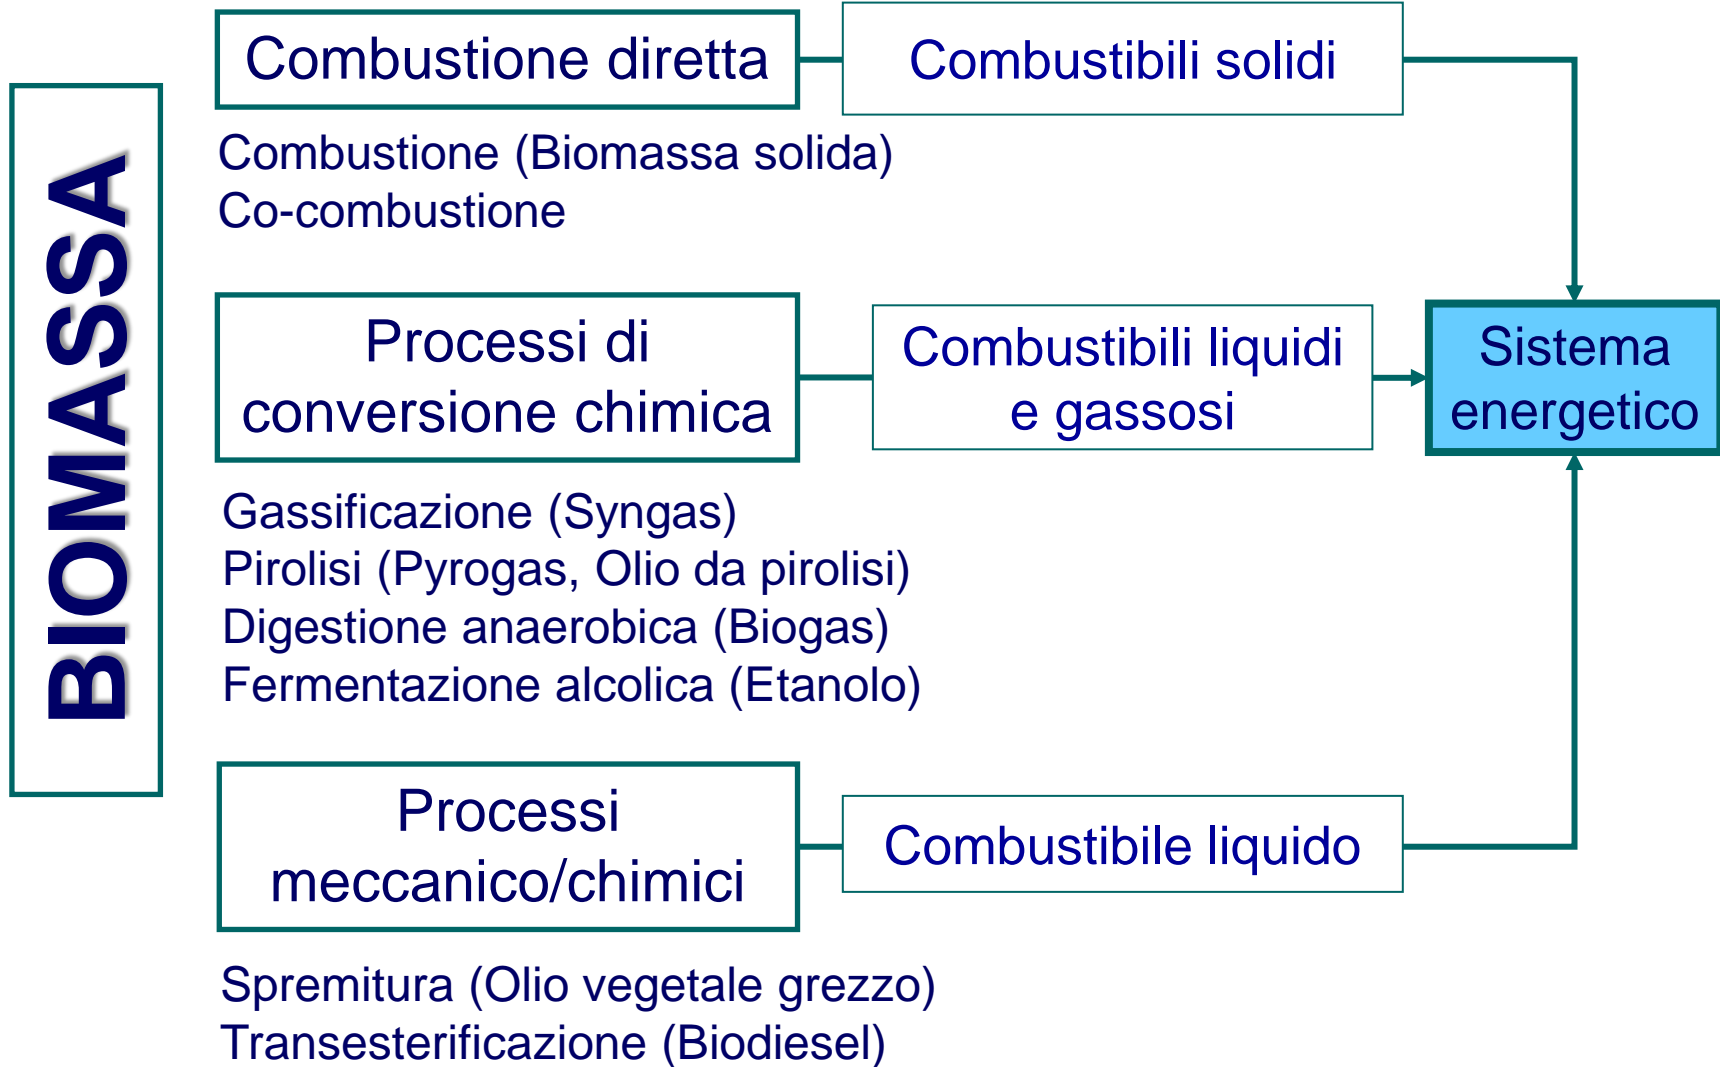 BIOMASSA
Combustione diretta
Combustibili solidi
Combustione (Biomassa solida)
Co-combustione
Processi di
conversione chimica
Combustibili liquidi
e gassosi
Sistema
energetico
Gassificazione (Syngas)
Pirolisi (Pyrogas, Olio da pirolisi)
Digestione anaerobica (Biogas)
Fermentazione alcolica (Etanolo)
Processi
meccanico/chimici
Combustibile liquido
Spremitura (Olio vegetale grezzo)
Transesterificazione (Biodiesel)